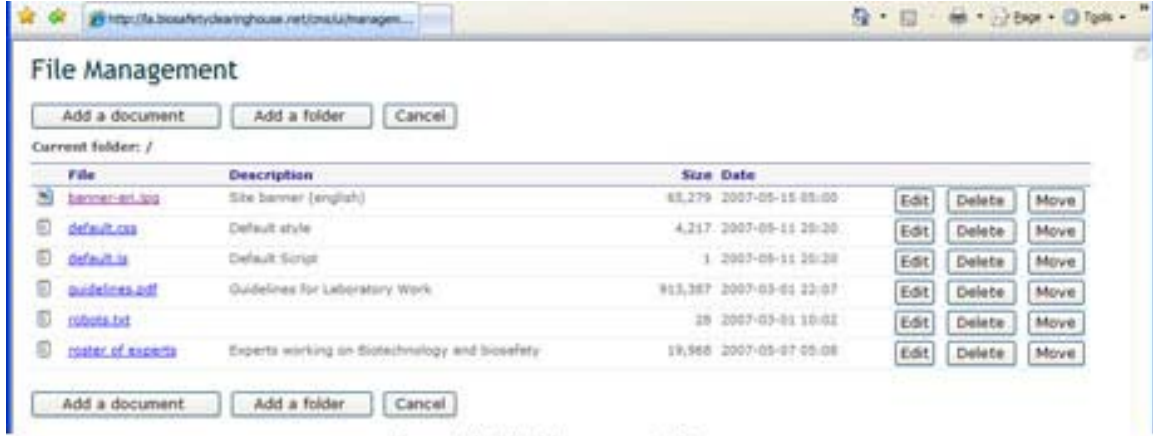 http://la.biosafetyclearinghouse.net/cms/ui/managem...
Page Tools
File Management
Add a document Add a folder Cancel
Current folder: /
File Description Size Date
banner-en.jpg Site banner (english) 65,279 2007-05-15 05:00 Edit Delete Move
default.css Default style 4,217 2007-05-11 20:20 Edit Delete Move
default.js Default Script 1 2007-05-11 20:20 Edit Delete Move
guidelines.pdf Guidelines for Laboratory Work 913,387 2007-03-01 22:07 Edit Delete Move
robots.txt 28 2007-03-01 10:02 Edit Delete Move
roster of experts Experts working on Biotechnology and biosafety 19,968 2007-05-07 05:08 Edit Delete Move
Add a document Add a folder Cancel